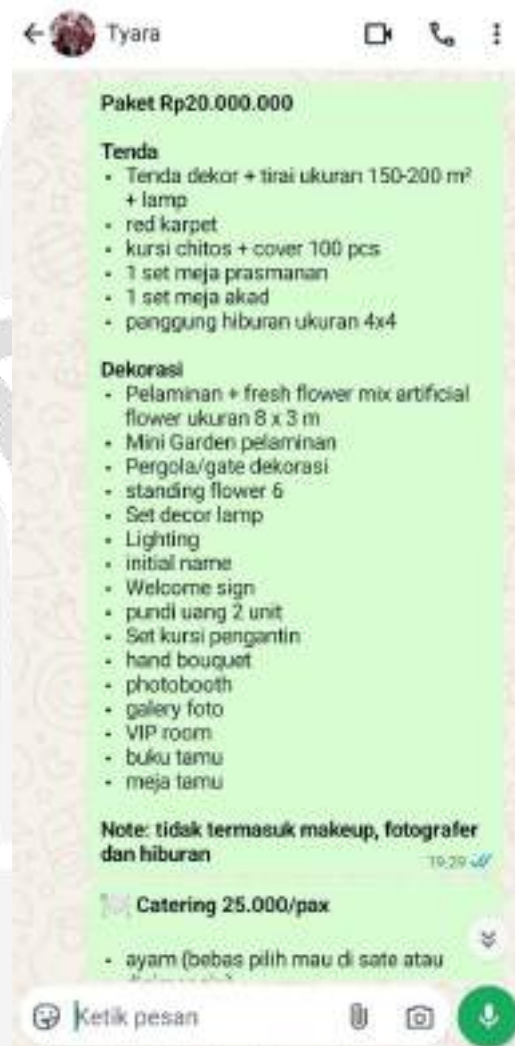 Tyara
Paket Rp20.000.000
Tenda
• Tenda dekor + tirai ukuran 150-200 m²
+ lamp
• red karpet
• kursi chitos + cover 100 pcs
• 1 set meja prasmanan
• 1 set meja akad
• panggung hiburan ukuran 4x4
Dekorasi
• Pelaminan + fresh flower mix artificial
flower ukuran 8 x 3 m
• Mini Garden pelaminan
• Pergola/gate dekorasi
• standing flower 6
• Set decor lamp
• Lighting
• initial name
• Welcome sign
• pundi uang 2 unit
• Set kursi pengantin
• hand bouquet
• photobooth
• galery foto
• VIP room
• buku tamu
• meja tamu
Note: tidak termasuk makeup, fotografer
dan hiburan
19.29
Catering 25.000/pax
• ayam (bebas pilih mau di sate atau
Ketik pesan